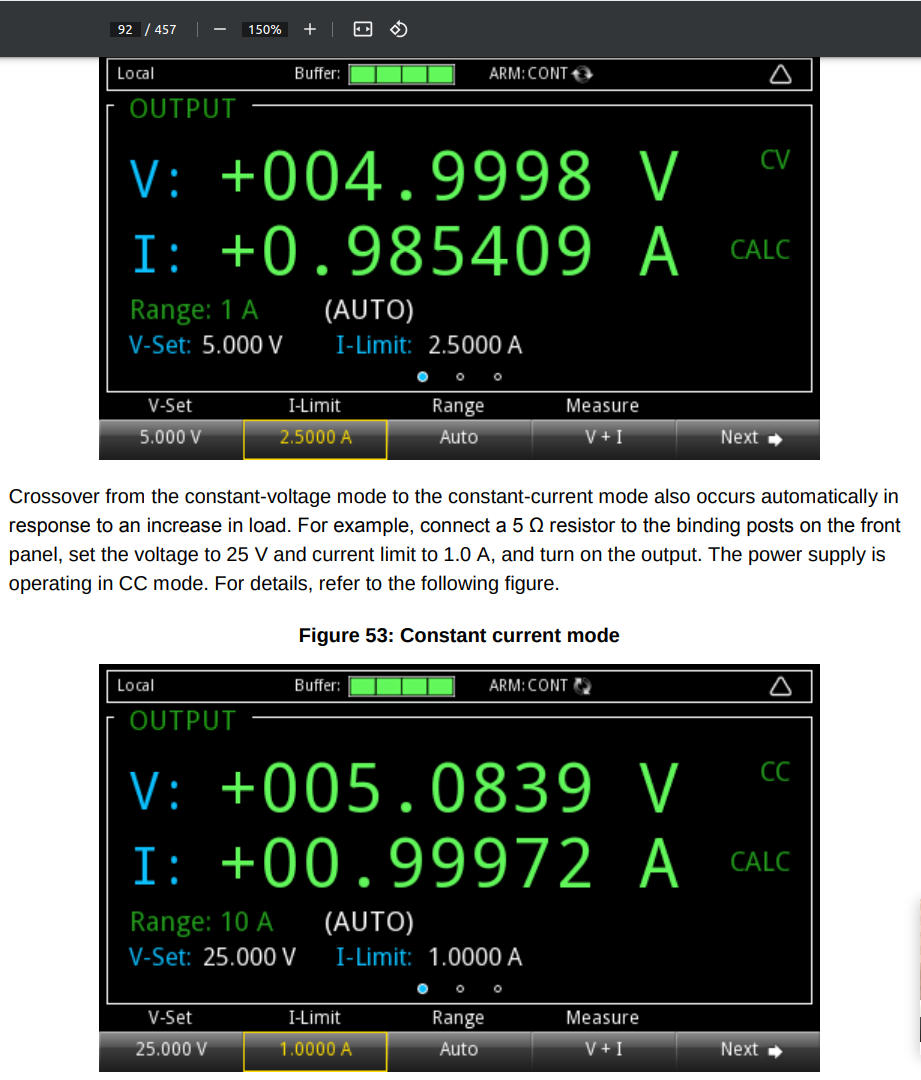 92 / 457 — 150% +
Local Buffer: ARM: CONT
OUTPUT
V: +004.9998 V CV
I: +0.985409 A CALC
Range: 1 A (AUTO)
V-Set: 5.000 V I-Limit: 2.5000 A
V-Set I-Limit Range Measure
5.000 V 2.5000 A Auto V + I Next
Crossover from the constant-voltage mode to the constant-current mode also occurs automatically in
response to an increase in load. For example, connect a 5 Ω resistor to the binding posts on the front
panel, set the voltage to 25 V and current limit to 1.0 A, and turn on the output. The power supply is
operating in CC mode. For details, refer to the following figure.
Figure 53: Constant current mode
Local Buffer: ARM: CONT
OUTPUT
V: +005.0839 V CC
I: +00.99972 A CALC
Range: 10 A (AUTO)
V-Set: 25.000 V I-Limit: 1.0000 A
V-Set I-Limit Range Measure
25.000 V 1.0000 A Auto V + I Next